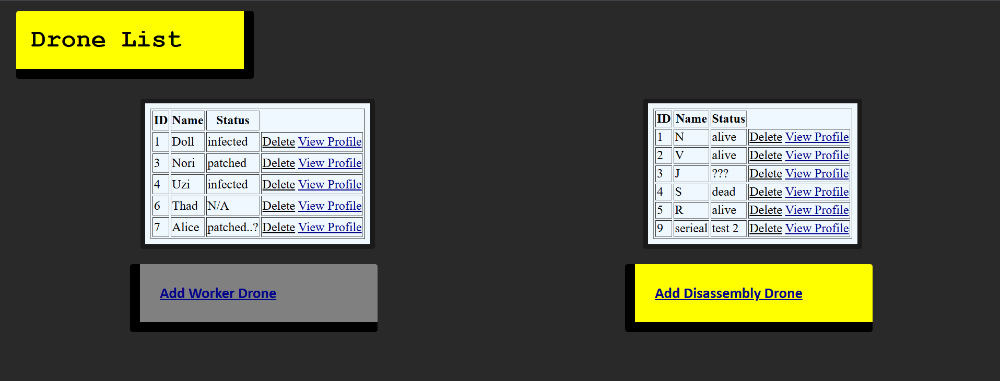 Drone List
ID Name Status
1 Doll infected Delete View Profile
3 Nori patched Delete View Profile
4 Uzi infected Delete View Profile
6 Thad N/A Delete View Profile
7 Alice patched..? Delete View Profile
Add Worker Drone
ID Name Status
1 N alive Delete View Profile
2 V alive Delete View Profile
3 J ??? Delete View Profile
4 S dead Delete View Profile
5 R alive Delete View Profile
9 serieal test 2 Delete View Profile
Add Disassembly Drone